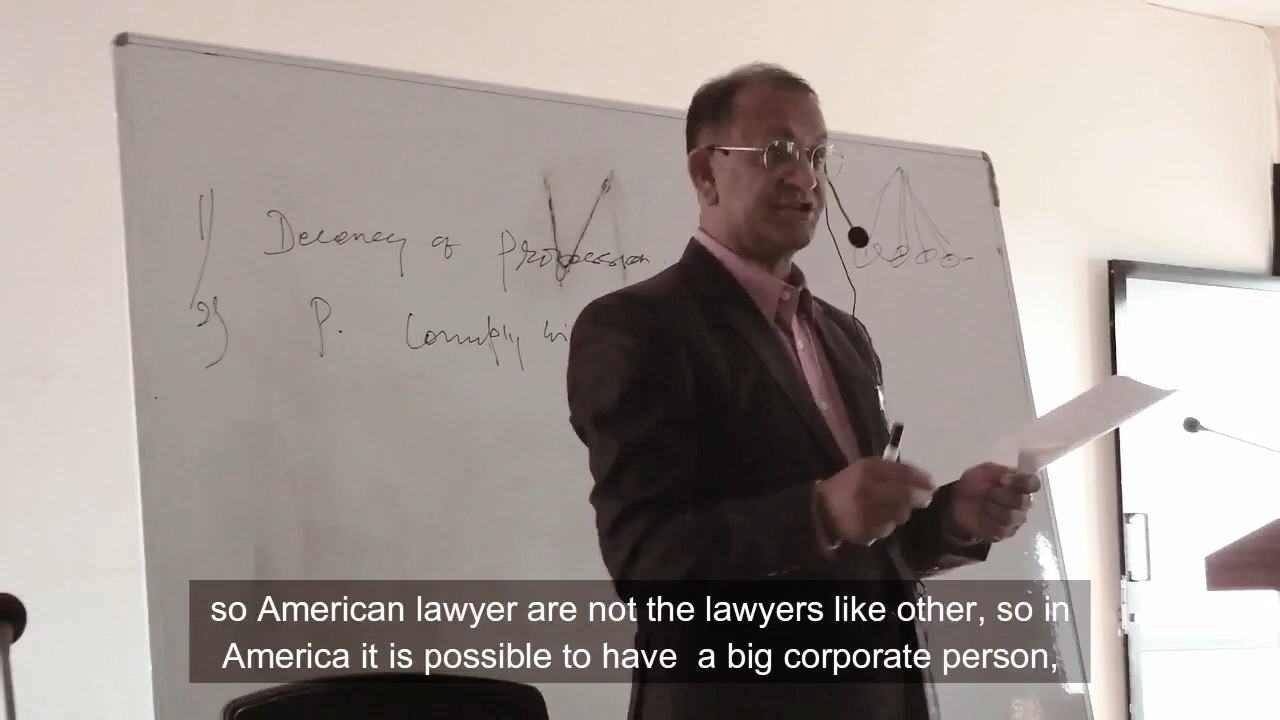 1) Decency of Profession
2) P. Comply wi
so American lawyer are not the lawyers like other, so in
America it is possible to have a big corporate person,